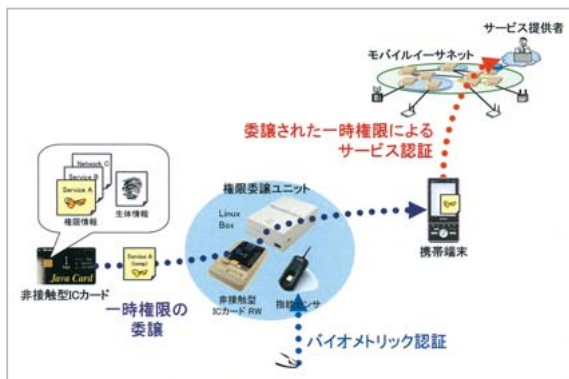 サービス提供者
モバイルイーサネット
委譲された一時権限による
サービス認証
Network C
Service B
Service A
権限情報
生体情報
権限委譲ユニット
Linux
Box
Service A
(temp)
Java Card
非接触型ICカード
非接触型
ICカード RW
指紋センサ
携帯端末
一時権限の
委譲
バイオメトリック認証